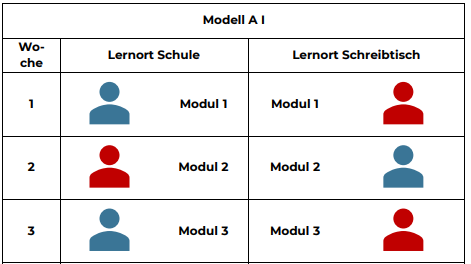 Modell A I
Wo-
che
Lernort Schule
Lernort Schreibtisch
1
Modul 1
Modul 1
2
Modul 2
Modul 2
3
Modul 3
Modul 3